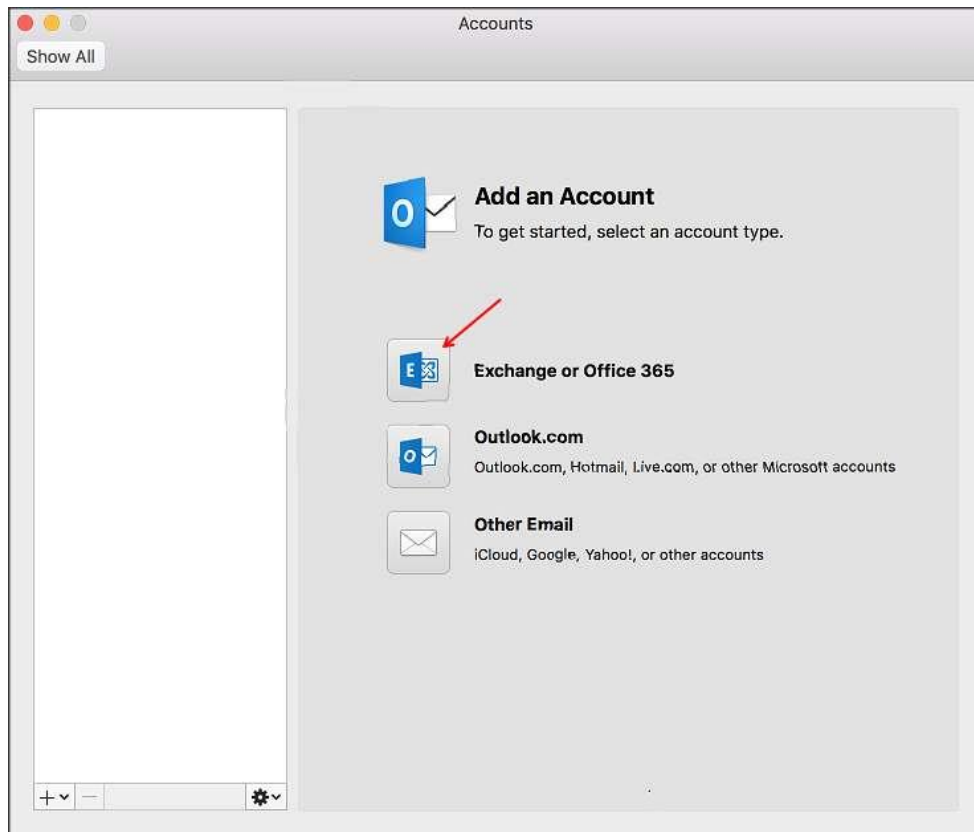 Accounts
Show All
Add an Account
To get started, select an account type.
Exchange or Office 365
Outlook.com
Outlook.com, Hotmail, Live.com, or other Microsoft accounts
Other Email
iCloud, Google, Yahoo!, or other accounts